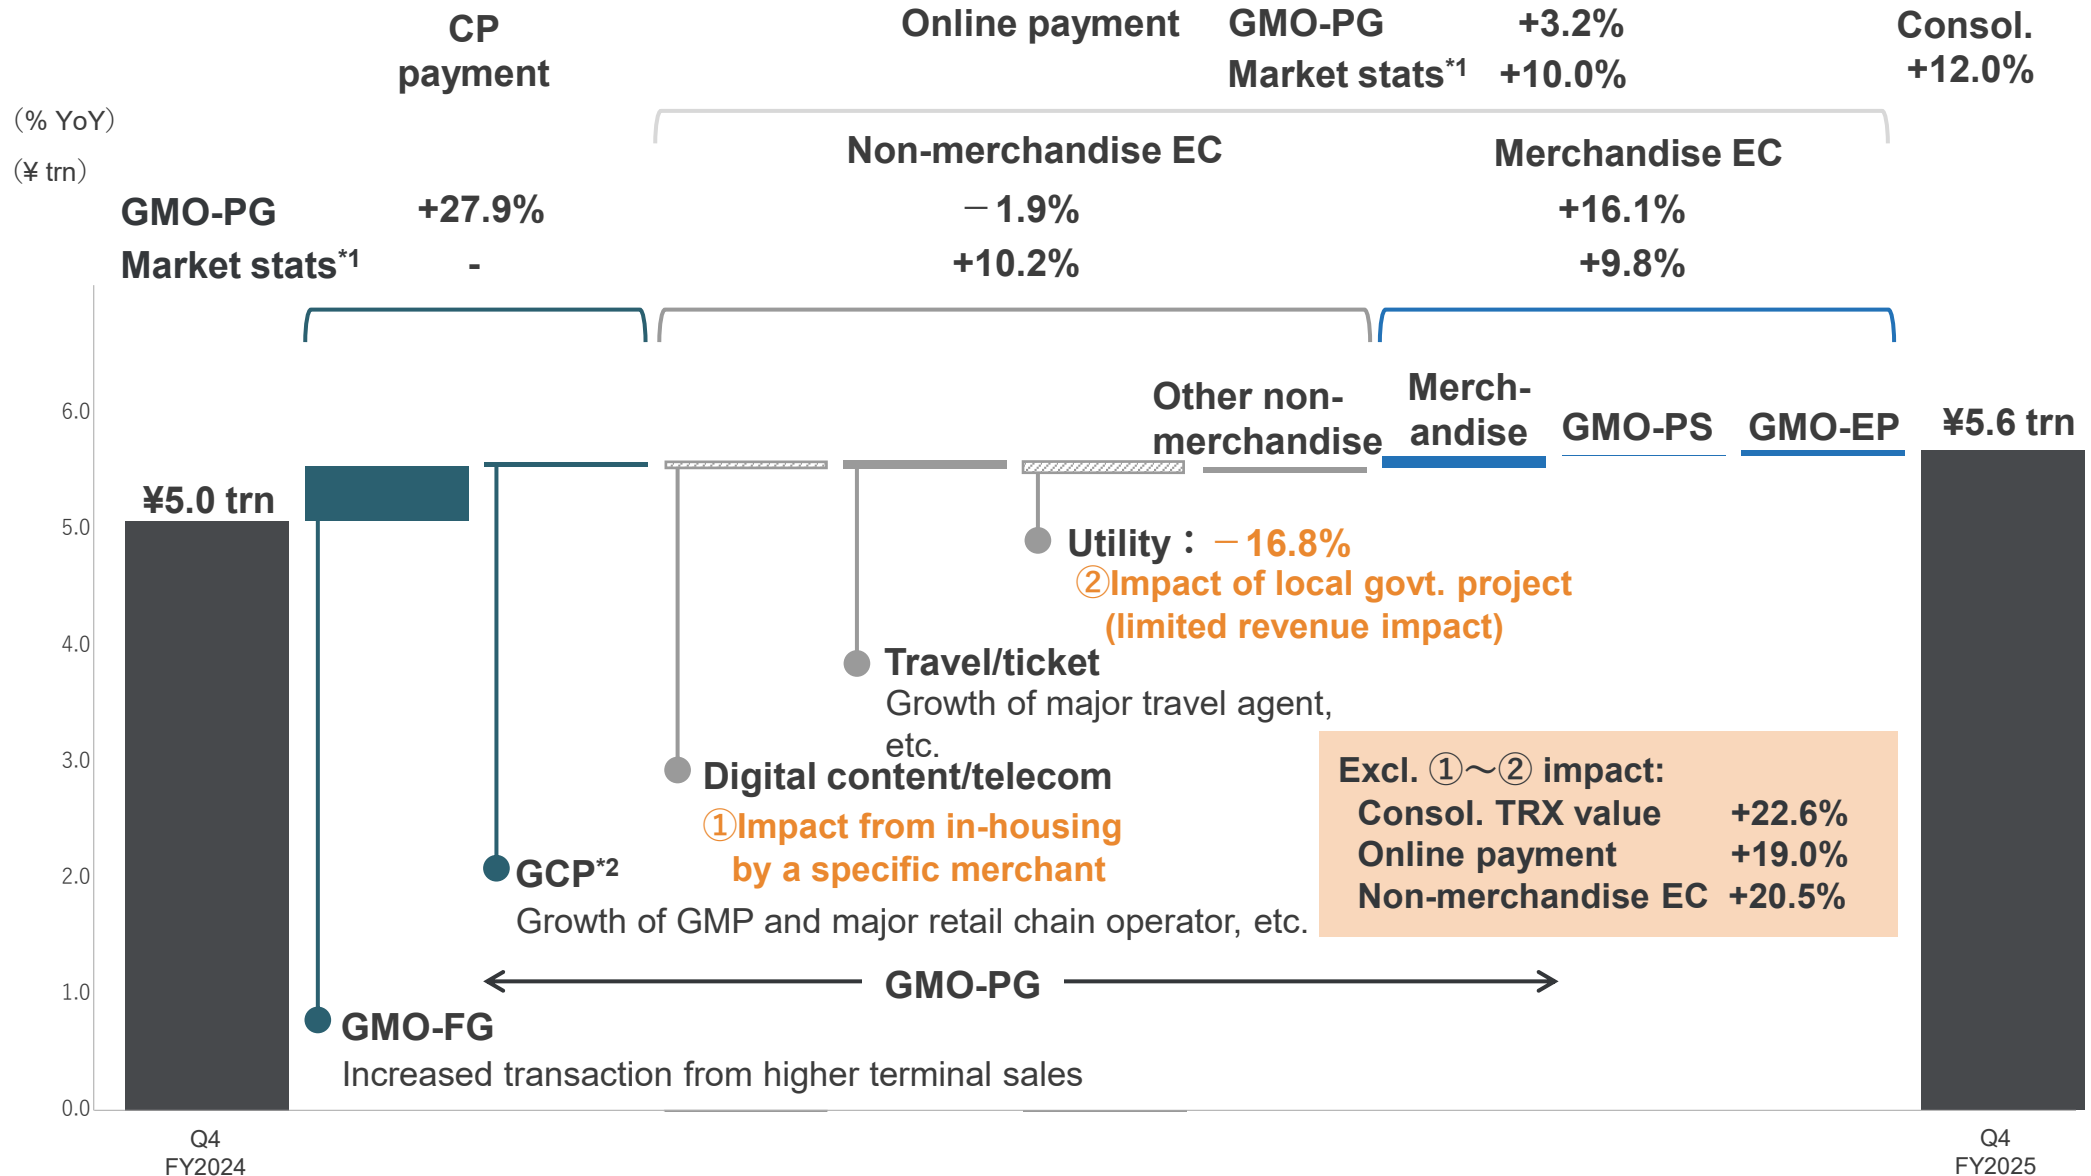 CP
payment
Online payment
GMO-PG +3.2%
Market stats*1 +10.0%
Consol.
+12.0%
（% YoY）
（¥ trn）
Non-merchandise EC
Merchandise EC
GMO-PG +27.9% －1.9% +16.1%
Market stats*1 - +10.2% +9.8%
6.0
5.0
4.0
3.0
2.0
1.0
0.0
¥5.0 trn
Other non-
merchandise
Merch-
andise
GMO-PS
GMO-EP
¥5.6 trn
Utility：－16.8%
②Impact of local govt. project
(limited revenue impact)
Travel/ticket
Growth of major travel agent,
etc.
Digital content/telecom
①Impact from in-housing
by a specific merchant
GCP*2
Growth of GMP and major retail chain operator, etc.
Excl. ①～② impact:
Consol. TRX value +22.6%
Online payment +19.0%
Non-merchandise EC +20.5%
GMO-PG
GMO-FG
Increased transaction from higher terminal sales
Q4
FY2024
Q4
FY2025